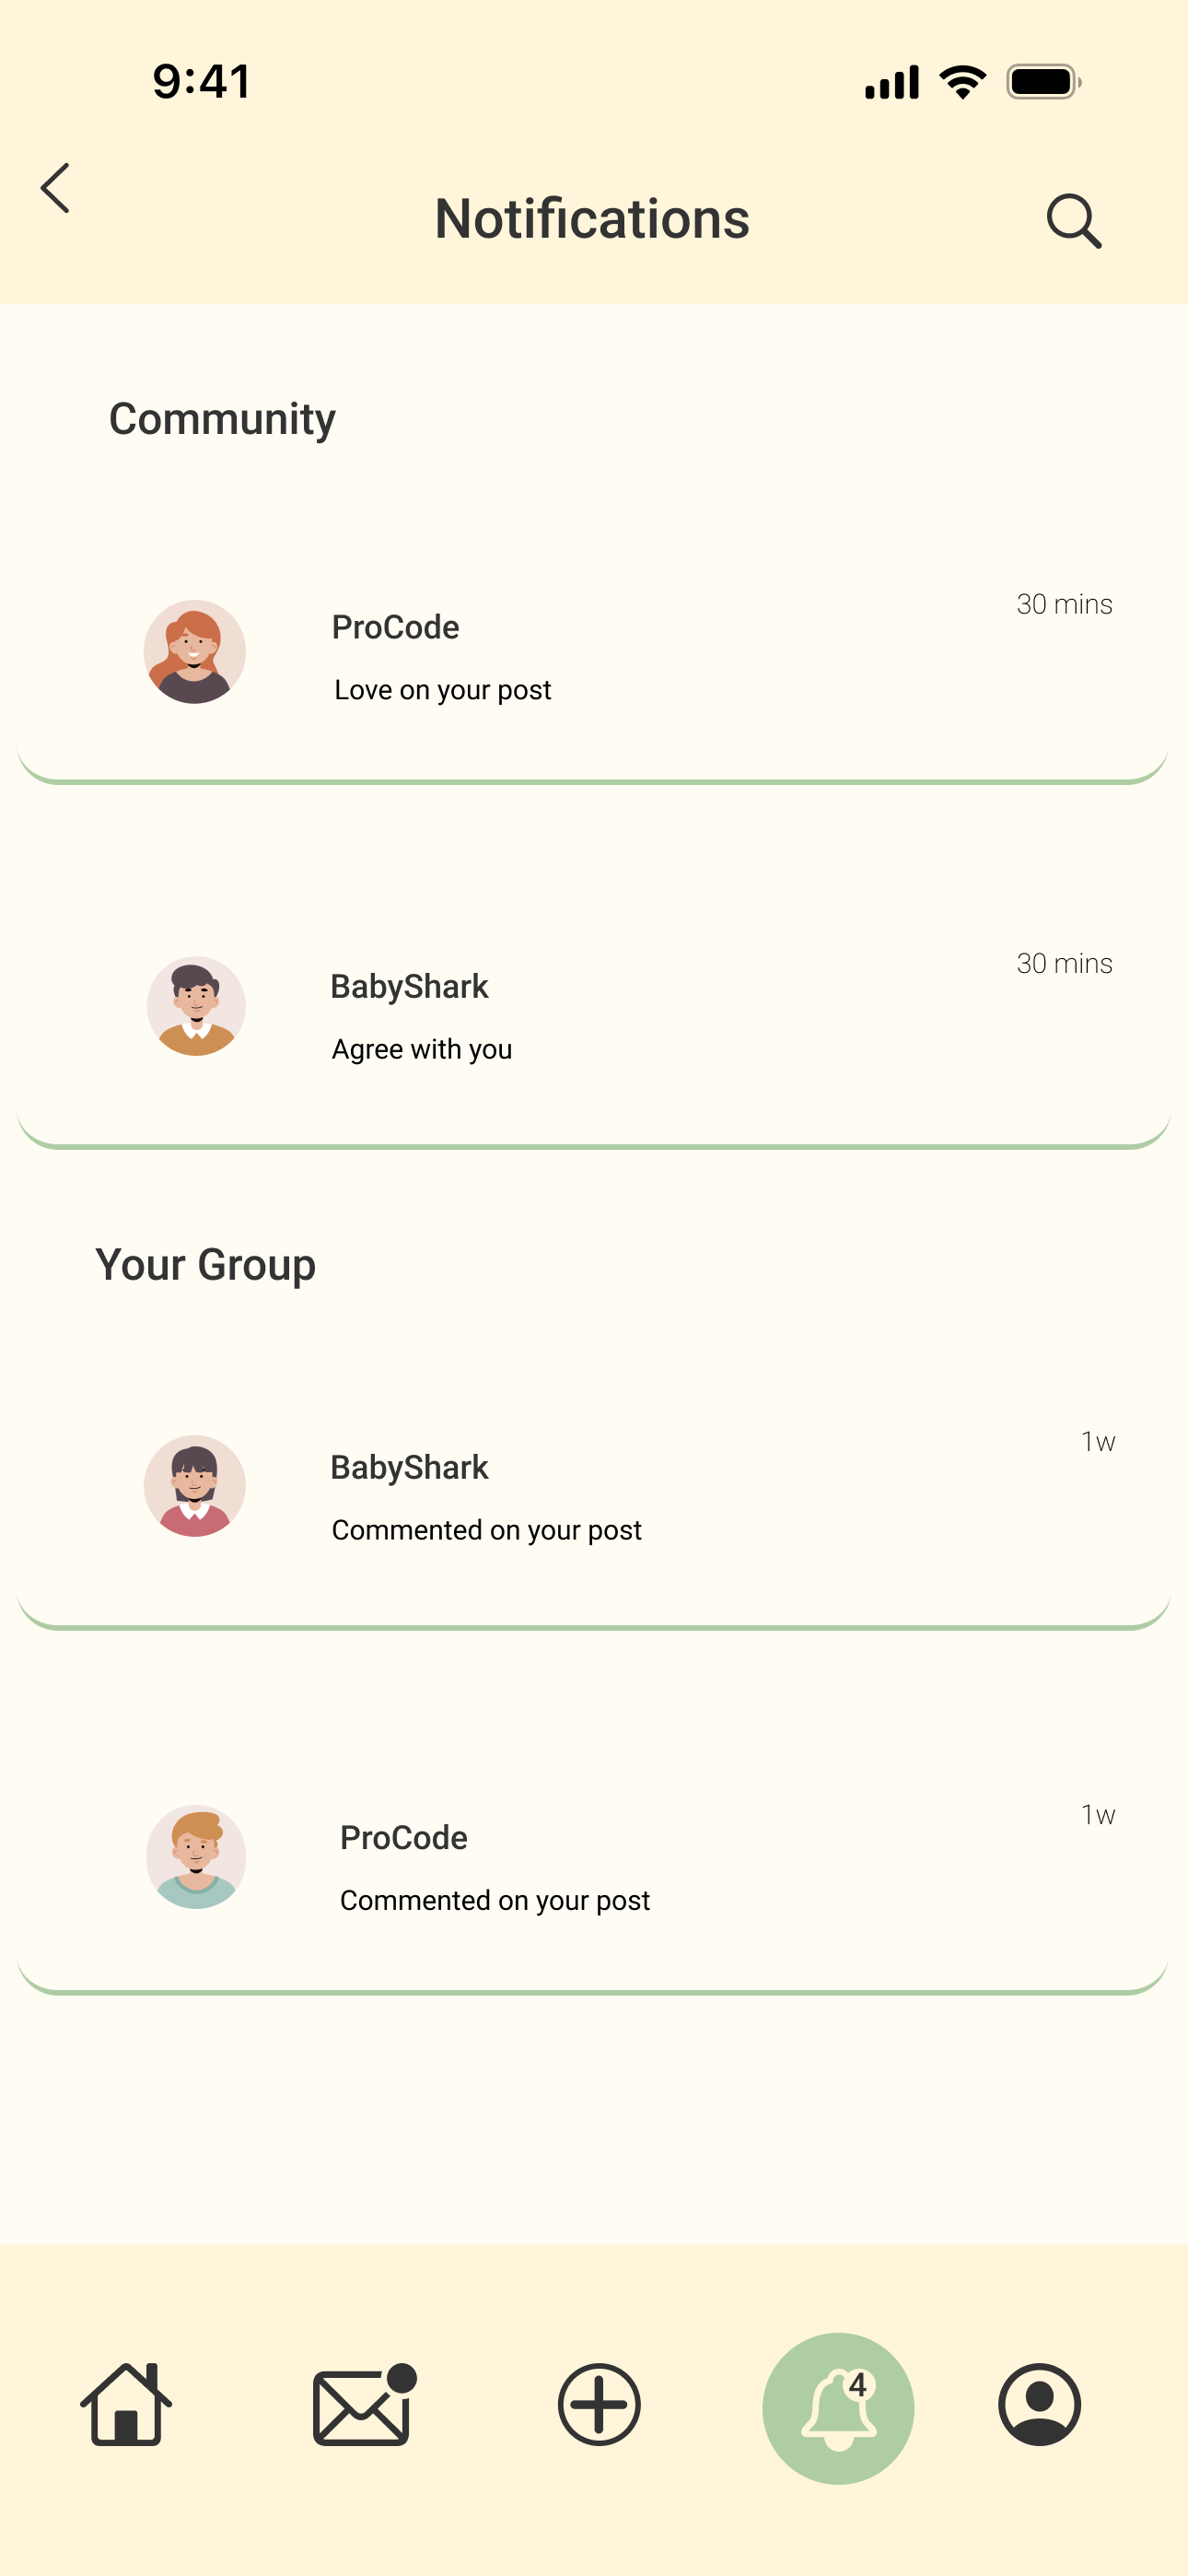 9:41
Notifications
Community
ProCode
30 mins
Love on your post
BabyShark
30 mins
Agree with you
Your Group
BabyShark
1w
Commented on your post
ProCode
1w
Commented on your post
4